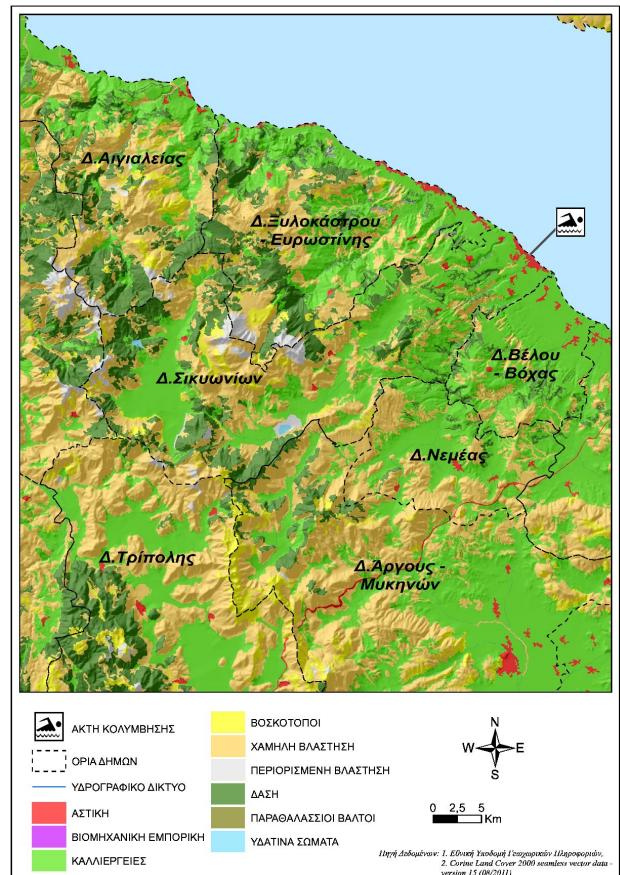 Δ.Αιγιαλείας
Δ.Ξυλοκάστρου
- Ευρωστίνης
Δ.Βέλου
- Βόχας
Δ.Σικυωνίων
Δ.Νεμέας
Δ.Τρίπολης
Δ.Άργους -
Μυκηνών
ΑΚΤΗ ΚΟΛΥΜΒΗΣΗΣ
ΟΡΙΑ ΔΗΜΩΝ
ΥΔΡΟΓΡΑΦΙΚΟ ΔΙΚΤΥΟ
ΑΣΤΙΚΗ
ΒΙΟΜΗΧΑΝΙΚΗ ΕΜΠΟΡΙΚΗ
ΚΑΛΛΙΕΡΓΕΙΕΣ
ΒΟΣΚΟΤΟΠΟΙ
ΧΑΜΗΛΗ ΒΛΑΣΤΗΣΗ
ΠΕΡΙΟΡΙΣΜΕΝΗ ΒΛΑΣΤΗΣΗ
ΔΑΣΗ
ΠΑΡΑΘΑΛΑΣΣΙΟΙ ΒΑΛΤΟΙ
ΥΔΑΤΙΝΑ ΣΩΜΑΤΑ
N
W E
S
0 2,5 5
Km
Πηγή Δεδομένων: 1. Εθνική Υποδομή Γεωχωρικών Πληροφοριών,
2. Corine Land Cover 2000 seamless vector data -
version 15 (08/2011)